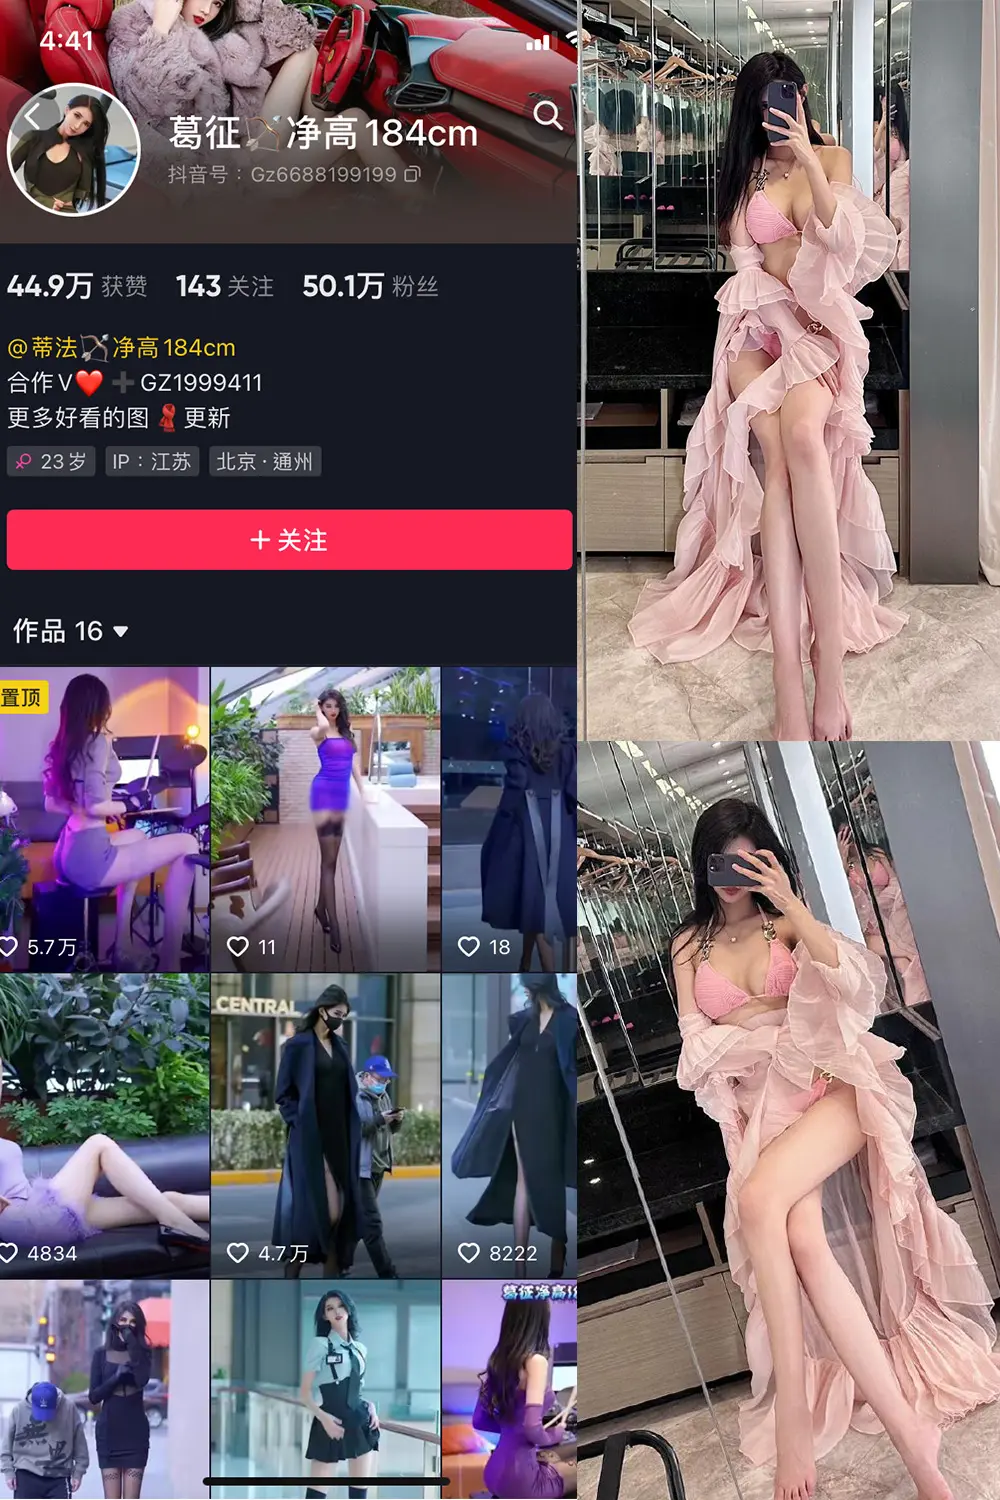 4:41
葛征🏹净高184cm
抖音号：Gz6688199199
44.9万 获赞 143 关注 50.1万 粉丝
@蒂法🏹净高184cm
合作V❤️➕GZ1999411
更多好看的图🧣更新
23岁 IP：江苏 北京·通州
＋关注
作品 16
置顶
5.7万 11 18
CENTRAL
4834 4.7万 8222
葛征净高